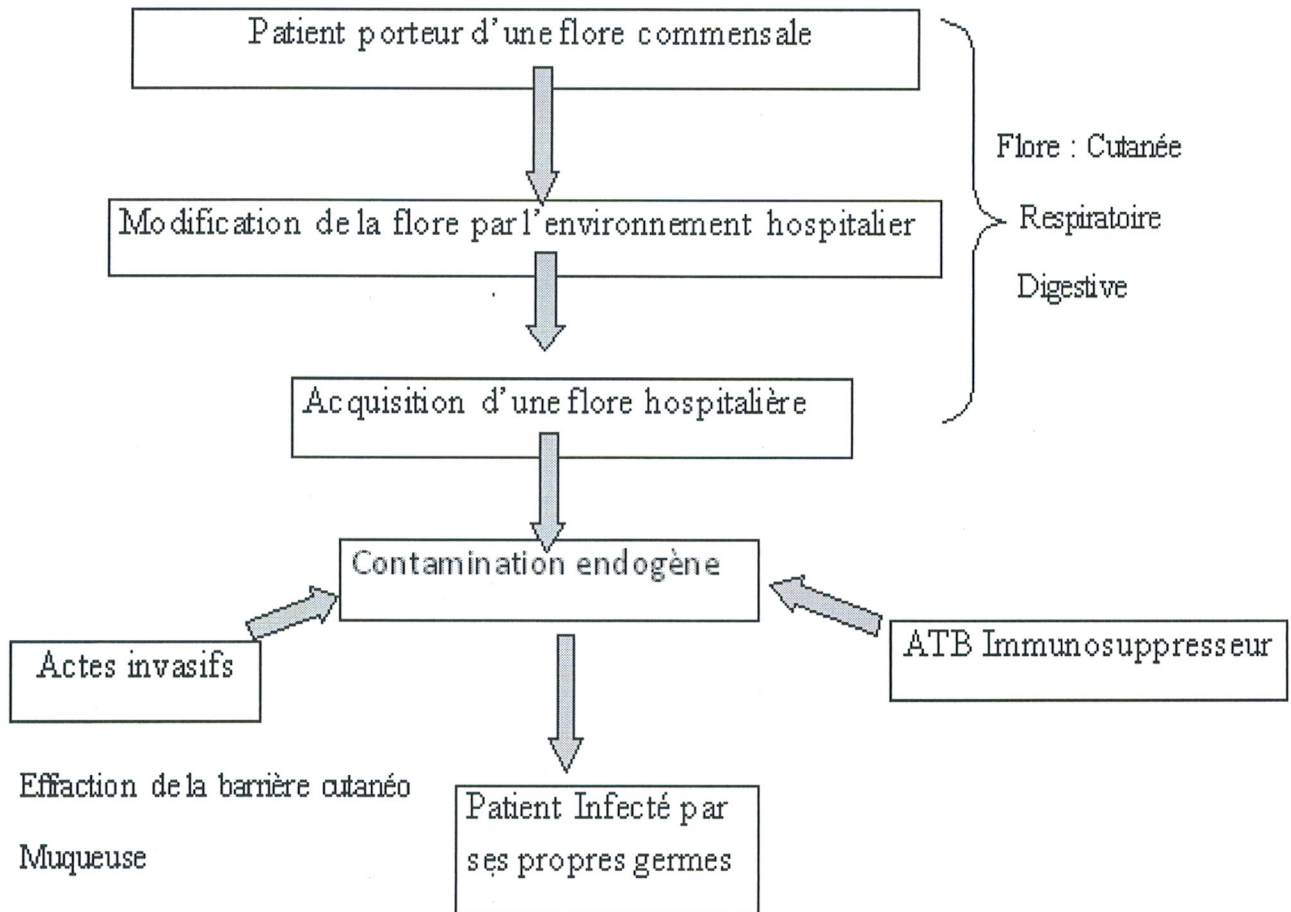 Patient porteur d'une flore commensale
Flore : Cutanée
Modification de la flore par l'environnement hospitalier
Respiratoire
Digestive
Acquisition d'une flore hospitalière
Contamination endogène
Actes invasifs
ATB Immunosuppresseur
Effraction de la barrière cutanéo
Muqueuse
Patient Infecté par
ses propres germes